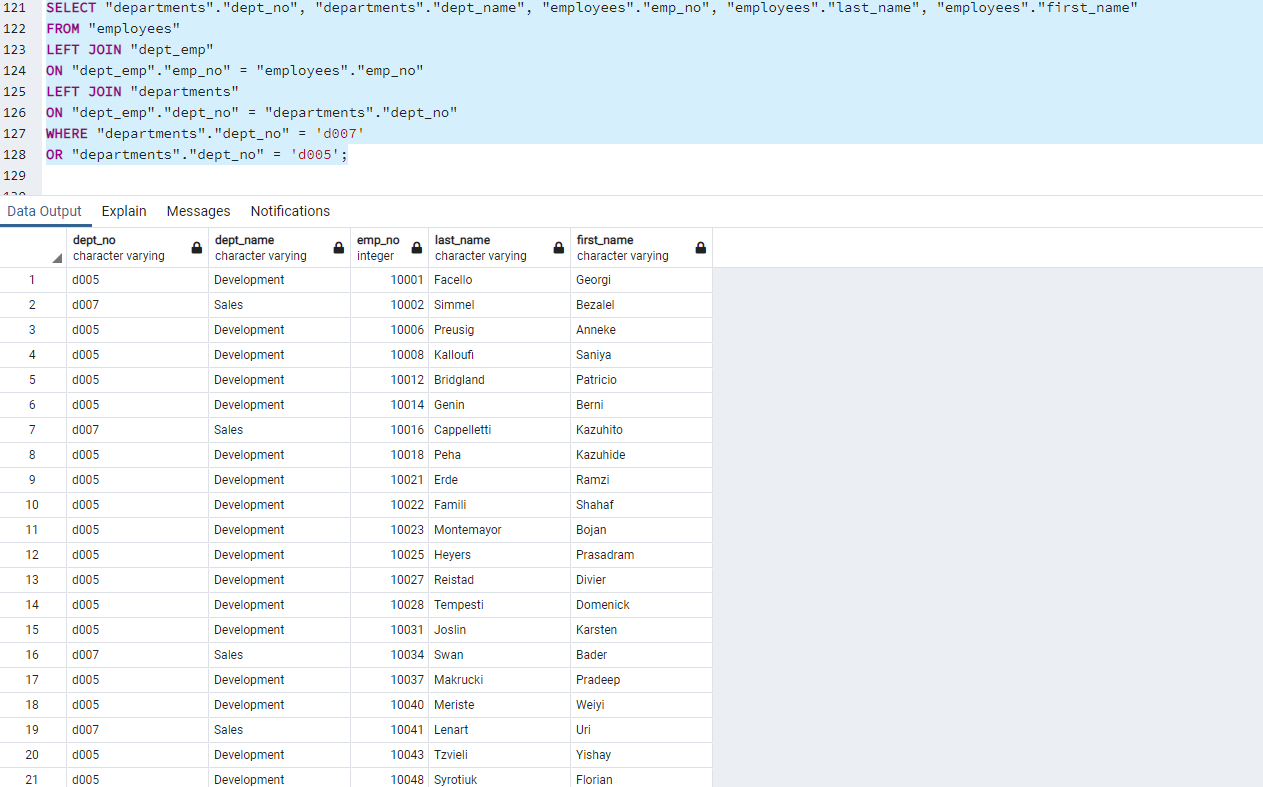 121 SELECT "departments"."dept_no", "departments"."dept_name", "employees"."emp_no", "employees"."last_name", "employees"."first_name"
122 FROM "employees"
123 LEFT JOIN "dept_emp"
124 ON "dept_emp"."emp_no" = "employees"."emp_no"
125 LEFT JOIN "departments"
126 ON "dept_emp"."dept_no" = "departments"."dept_no"
127 WHERE "departments"."dept_no" = 'd007'
128 OR "departments"."dept_no" = 'd005';
129
Data Output Explain Messages Notifications
dept_no dept_name emp_no last_name first_name
character varying character varying integer character varying character varying
1 d005 Development 10001 Facello Georgi
2 d007 Sales 10002 Simmel Bezalel
3 d005 Development 10006 Preusig Anneke
4 d005 Development 10008 Kalloufi Saniya
5 d005 Development 10012 Bridgland Patricio
6 d005 Development 10014 Genin Berni
7 d007 Sales 10016 Cappelletti Kazuhito
8 d005 Development 10018 Peha Kazuhide
9 d005 Development 10021 Erde Ramzi
10 d005 Development 10022 Famili Shahaf
11 d005 Development 10023 Montemayor Bojan
12 d005 Development 10025 Heyers Prasadram
13 d005 Development 10027 Reistad Divier
14 d005 Development 10028 Tempesti Domenick
15 d005 Development 10031 Joslin Karsten
16 d007 Sales 10034 Swan Bader
17 d005 Development 10037 Makrucki Pradeep
18 d005 Development 10040 Meriste Weiyi
19 d007 Sales 10041 Lenart Uri
20 d005 Development 10043 Tzvieli Yishay
21 d005 Development 10048 Syrotiuk Florian